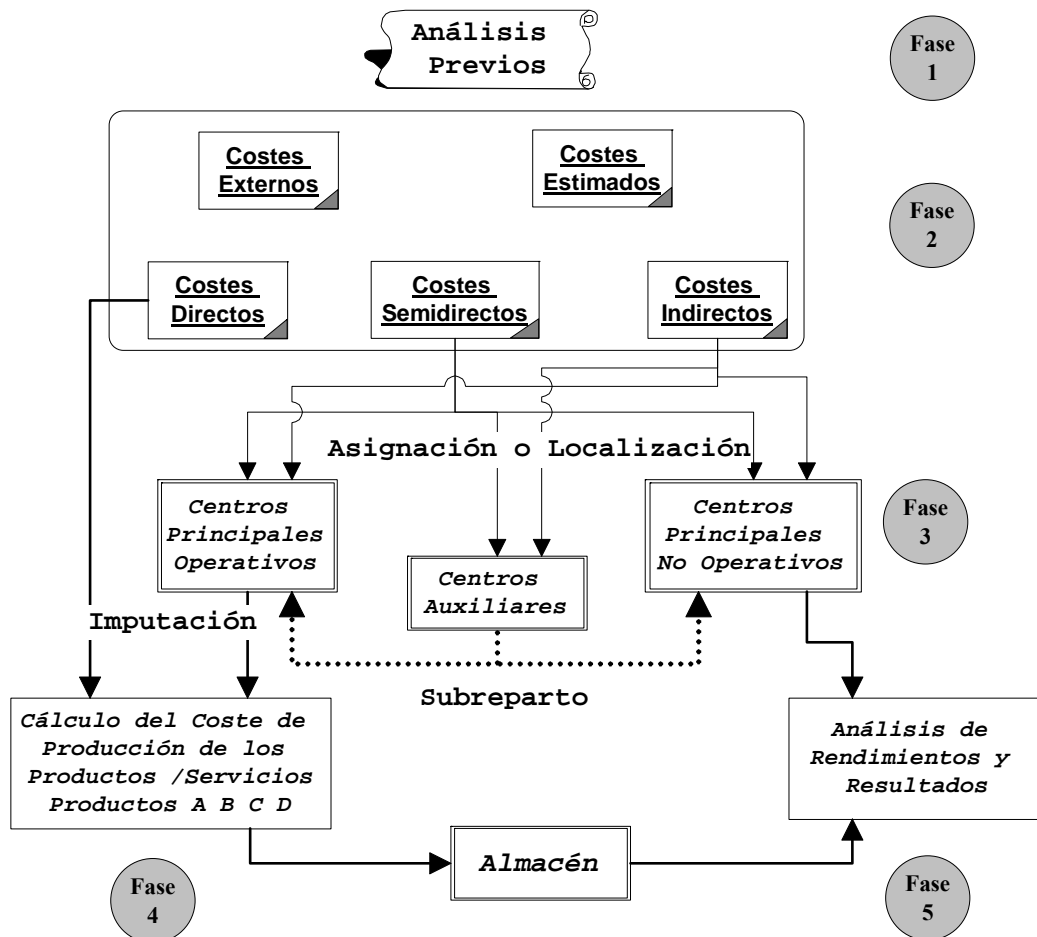 Análisis
Previos
Fase
1
Costes
Externos
Costes
Estimados
Fase
2
Costes
Directos
Costes
Semidirectos
Costes
Indirectos
Asignación o Localización
Centros
Principales
Operativos
Centros
Auxiliares
Centros
Principales
No Operativos
Fase
3
Imputación
Subreparto
Cálculo del Coste de
Producción de los
Productos /Servicios
Productos A B C D
Análisis de
Rendimientos y
Resultados
Almacén
Fase
4
Fase
5